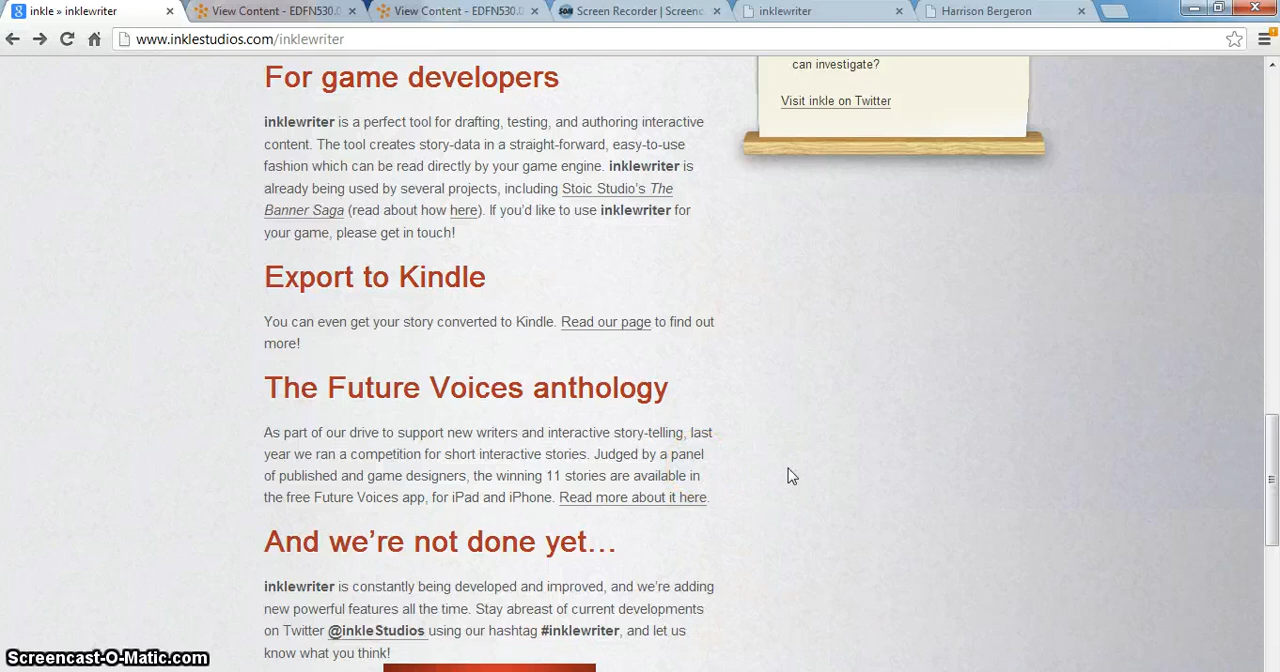 inkle » inklewriter
View Content - EDFN530.0
View Content - EDFN530.0
Screen Recorder | Screenc
inklewriter
Harrison Bergeron
www.inklestudios.com/inklewriter
can investigate?
Visit inkle on Twitter
For game developers
inklewriter is a perfect tool for drafting, testing, and authoring interactive
content. The tool creates story-data in a straight-forward, easy-to-use
fashion which can be read directly by your game engine. inklewriter is
already being used by several projects, including Stoic Studio's The
Banner Saga (read about how here). If you'd like to use inklewriter for
your game, please get in touch!
Export to Kindle
You can even get your story converted to Kindle. Read our page to find out
more!
The Future Voices anthology
As part of our drive to support new writers and interactive story-telling, last
year we ran a competition for short interactive stories. Judged by a panel
of published and game designers, the winning 11 stories are available in
the free Future Voices app, for iPad and iPhone. Read more about it here.
And we're not done yet…
inklewriter is constantly being developed and improved, and we're adding
new powerful features all the time. Stay abreast of current developments
on Twitter @inkleStudios using our hashtag #inklewriter, and let us
know what you think!
Screencast-O-Matic.com